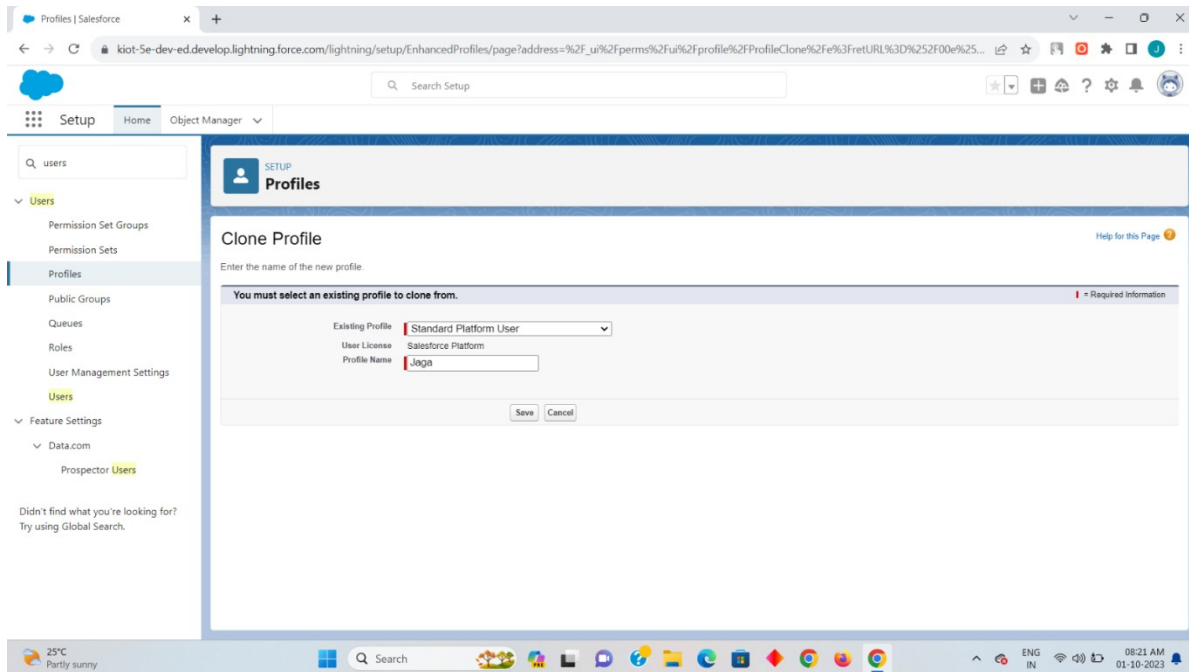 Profiles | Salesforce
kiot-5e-dev-ed.develop.lightning.force.com/lightning/setup/EnhancedProfiles/page?address=%2F_ui%2Fperms%2Fui%2Fprofile%2FProfileClone%2Fe%3FretURL%3D%252F00e%25...
J
Search Setup
Setup
Home
Object Manager
users
SETUP
Profiles
Users
Permission Set Groups
Permission Sets
Profiles
Public Groups
Queues
Roles
User Management Settings
Users
Feature Settings
Data.com
Prospector Users
Didn't find what you're looking for?
Try using Global Search.
Clone Profile
Help for this Page
Enter the name of the new profile.
You must select an existing profile to clone from.
= Required Information
Existing Profile Standard Platform User
User License Salesforce Platform
Profile Name Jaga
Save Cancel
25°C
Partly sunny
Search
PRE
ENG
IN
08:21 AM
01-10-2023